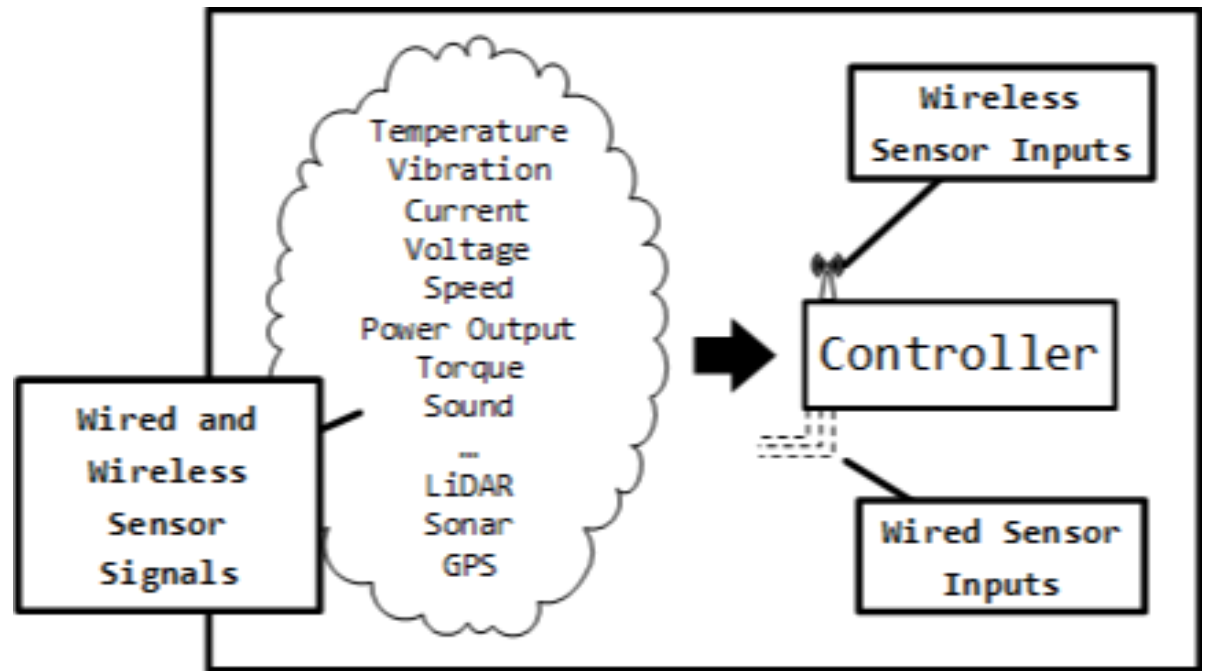 Temperature
Vibration
Current
Voltage
Speed
Power Output
Torque
Sound
…
LiDAR
Sonar
GPS
Wired and
Wireless
Sensor
Signals
Wireless
Sensor Inputs
Controller
Wired Sensor
Inputs